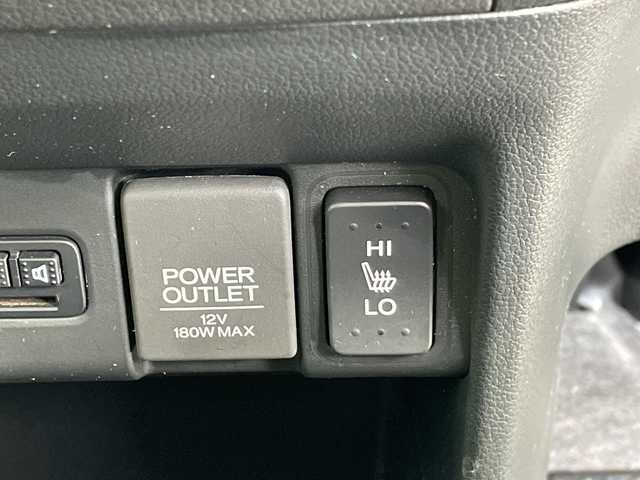 POWER
OUTLET
12V
180W MAX
HI
LO